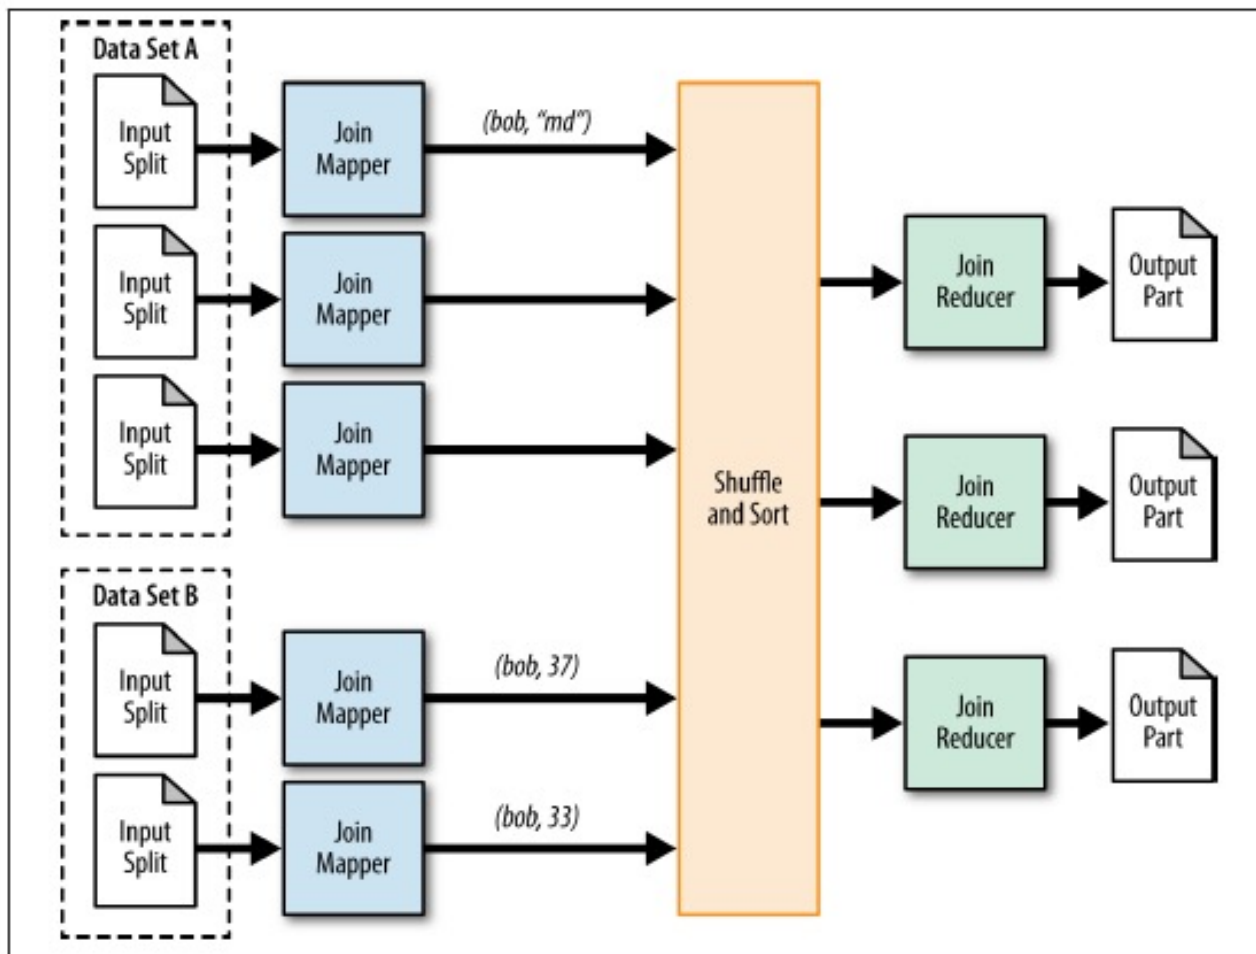 Data Set A
Input
Split
Join
Mapper
(bob, “md”)
Input
Split
Join
Mapper
Input
Split
Join
Mapper
Data Set B
Input
Split
Join
Mapper
(bob, 37)
Input
Split
Join
Mapper
(bob, 33)
Shuffle
and Sort
Join
Reducer
Output
Part
Join
Reducer
Output
Part
Join
Reducer
Output
Part